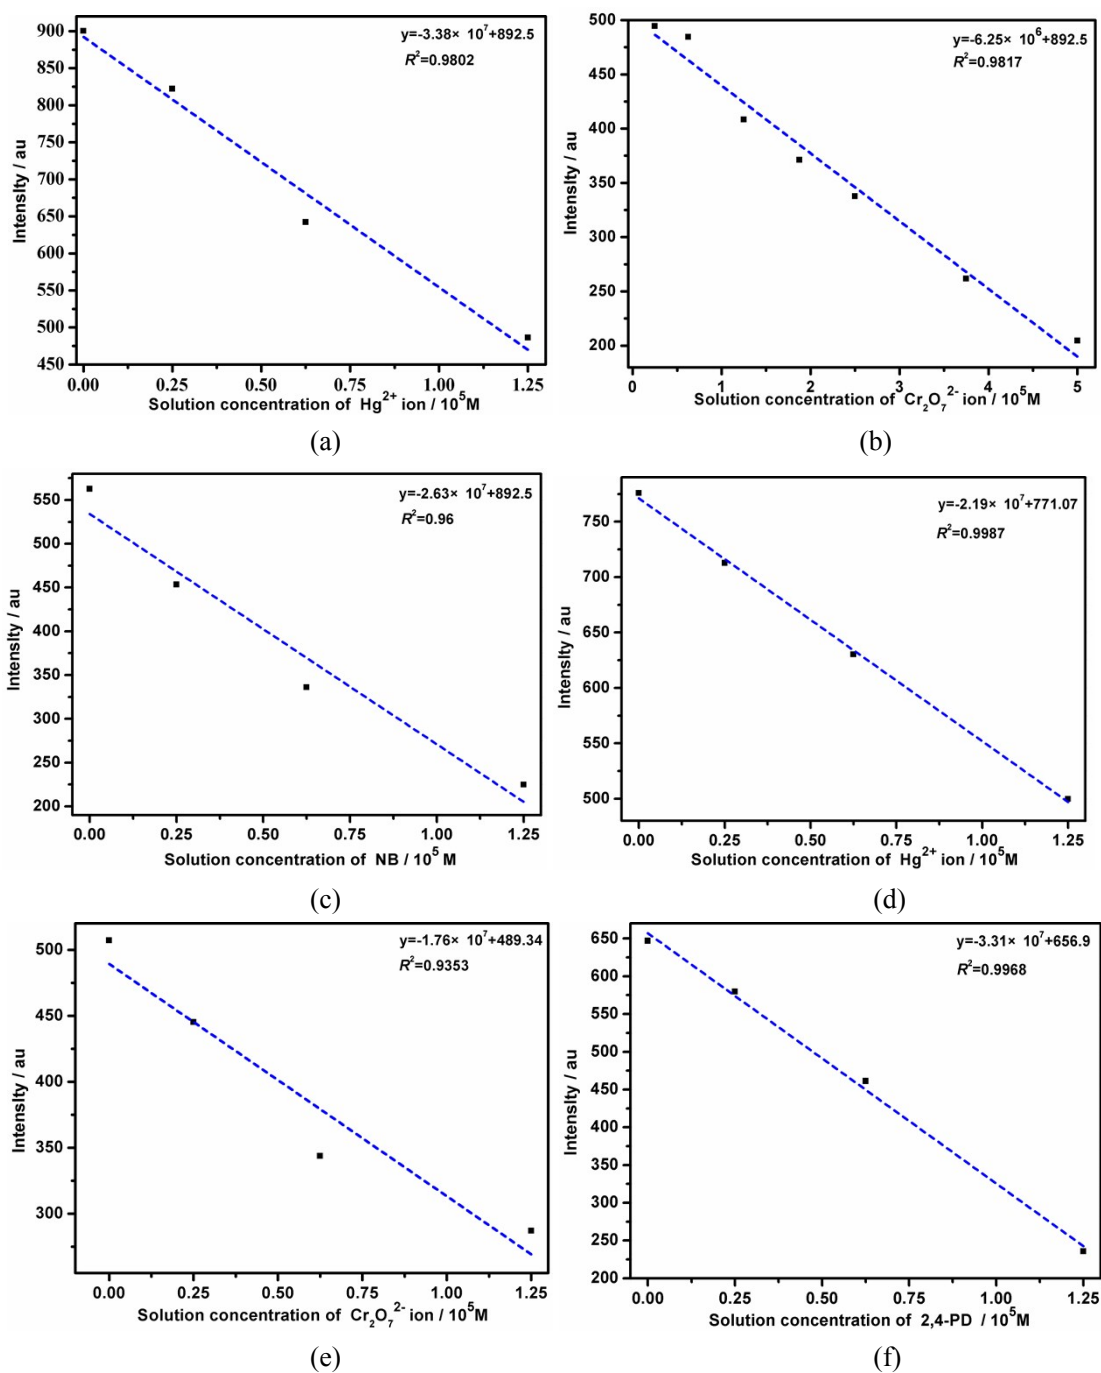 y=-3.38× 10⁷+892.5
R²=0.9802
900
850
800
750
700
650
600
550
500
450
Intensity / au
0.00 0.25 0.50 0.75 1.00 1.25
Solution concentration of Hg²⁺ ion / 10⁵M
(a)
y=-6.25× 10⁶+892.5
R²=0.9817
500
450
400
350
300
250
200
Intensity / au
0 1 2 3 4 5
Solution concentration of Cr₂O₇²⁻ ion / 10⁵M
(b)
y=-2.63× 10⁷+892.5
R²=0.96
550
500
450
400
350
300
250
200
Intensity / au
0.00 0.25 0.50 0.75 1.00 1.25
Solution concentration of NB / 10⁵ M
(c)
y=-2.19× 10⁷+771.07
R²=0.9987
750
700
650
600
550
500
Intensity / au
0.00 0.25 0.50 0.75 1.00 1.25
Solution concentration of Hg²⁺ ion / 10⁵M
(d)
y=-1.76× 10⁷+489.34
R²=0.9353
500
450
400
350
300
Intensity / au
0.00 0.25 0.50 0.75 1.00 1.25
Solution concentration of Cr₂O₇²⁻ ion / 10⁵M
(e)
y=-3.31× 10⁷+656.9
R²=0.9968
650
600
550
500
450
400
350
300
250
200
Intensity / au
0.00 0.25 0.50 0.75 1.00 1.25
Solution concentration of 2,4-PD / 10⁵M
(f)